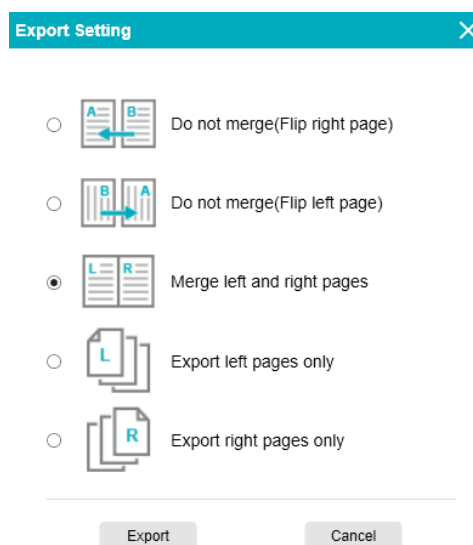 Export Setting
A B
Do not merge(Flip right page)
B A
Do not merge(Flip left page)
L R
Merge left and right pages
L
Export left pages only
R
Export right pages only
Export Cancel